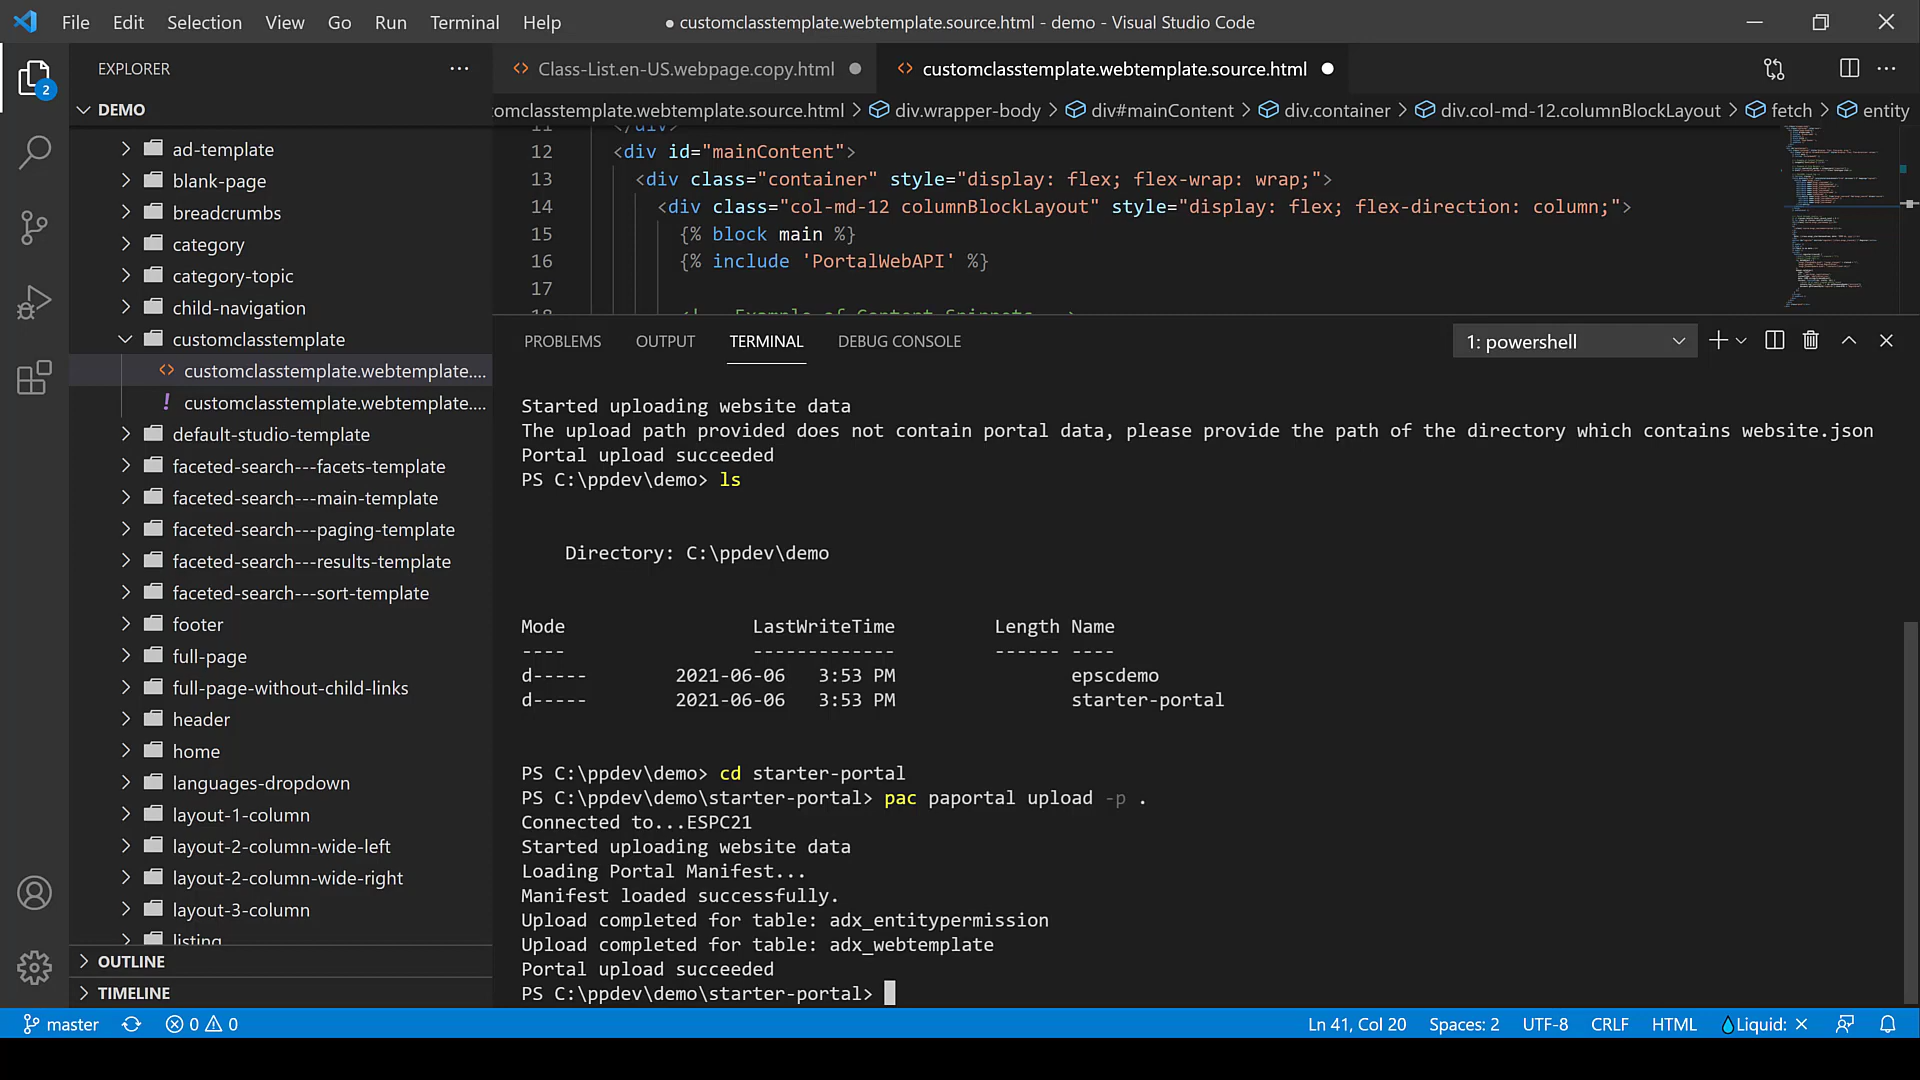 File Edit Selection View Go Run Terminal Help
● customclasstemplate.webtemplate.source.html - demo - Visual Studio Code
EXPLORER
Class-List.en-US.webpage.copy.html
customclasstemplate.webtemplate.source.html
2
DEMO
omclasstemplate.webtemplate.source.html > div.wrapper-body > div#mainContent > div.container > div.col-md-12.columnBlockLayout > fetch > entity
ad-template
blank-page
breadcrumbs
category
category-topic
child-navigation
customclasstemplate
customclasstemplate.webtemplate....
customclasstemplate.webtemplate....
default-studio-template
faceted-search---facets-template
faceted-search---main-template
faceted-search---paging-template
faceted-search---results-template
faceted-search---sort-template
footer
full-page
full-page-without-child-links
header
home
languages-dropdown
layout-1-column
layout-2-column-wide-left
layout-2-column-wide-right
layout-3-column
listing
OUTLINE
TIMELINE
11 </div>
12 <div id="mainContent">
13 <div class="container" style="display: flex; flex-wrap: wrap;">
14 <div class="col-md-12 columnBlockLayout" style="display: flex; flex-direction: column;">
15 {% block main %}
16 {% include 'PortalWebAPI' %}
17
18 <!-- Example of Content Snippets -->
PROBLEMS OUTPUT TERMINAL DEBUG CONSOLE
1: powershell
Started uploading website data
The upload path provided does not contain portal data, please provide the path of the directory which contains website.json
Portal upload succeeded
PS C:\ppdev\demo> ls
Directory: C:\ppdev\demo
Mode LastWriteTime Length Name
---- ------------- ------ ----
d----- 2021-06-06 3:53 PM epscdemo
d----- 2021-06-06 3:53 PM starter-portal
PS C:\ppdev\demo> cd starter-portal
PS C:\ppdev\demo\starter-portal> pac paportal upload -p .
Connected to...ESPC21
Started uploading website data
Loading Portal Manifest...
Manifest loaded successfully.
Upload completed for table: adx_entitypermission
Upload completed for table: adx_webtemplate
Portal upload succeeded
PS C:\ppdev\demo\starter-portal>
master 0 0 Ln 41, Col 20 Spaces: 2 UTF-8 CRLF HTML Liquid: ×